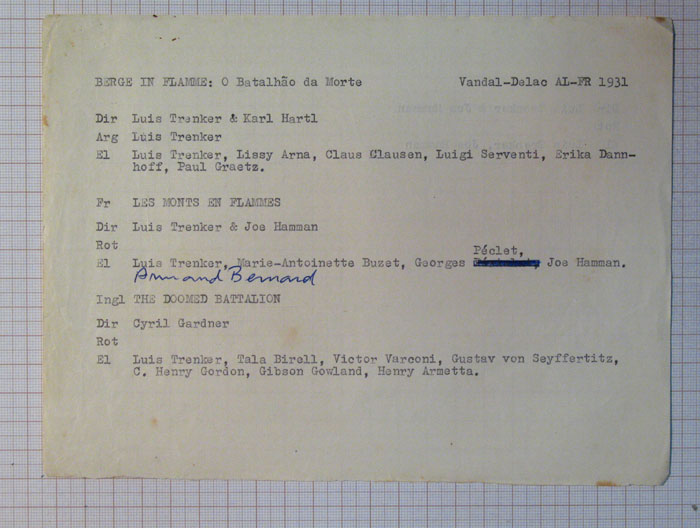 BERGE IN FLAMME: O Batalhão da Morte Vandal-Delac AL-FR 1931
Dir Luis Trenker & Karl Hartl
Arg Luis Trenker
El Luis Trenker, Lissy Arna, Claus Clausen, Luigi Serventi, Erika Dann-
hoff, Paul Graetz.
Fr LES MONTS EN FLAMMES
Dir Luis Trenker & Joe Hamman
Rot
Péclet,
El Luis Trenker, Marie-Antoinette Buzet, Georges Joe Hamman.
Armand Bernard
Ingl THE DOOMED BATTALION
Dir Cyril Gardner
Rot
El Luis Trenker, Tala Birell, Victor Varconi, Gustav von Seyffertitz,
C. Henry Gordon, Gibson Gowland, Henry Armetta.